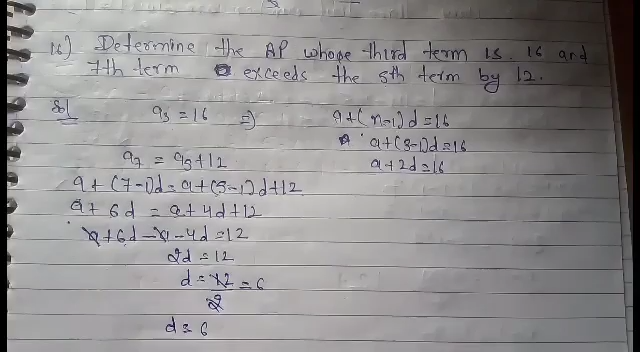 16) Determine the AP whose third term is 16 and
7th term exceeds the 5th term by 12.
Sol
a₃ = 16 ⇒ a+(n-1)d=16
a+(3-1)d=16
a+2d=16
a₇ = a₅+12
a+(7-1)d=a+(5-1)d+12
a+6d = a+4d+12
a+6d-a-4d=12
2d = 12
d = 12/2 = 6
d = 6